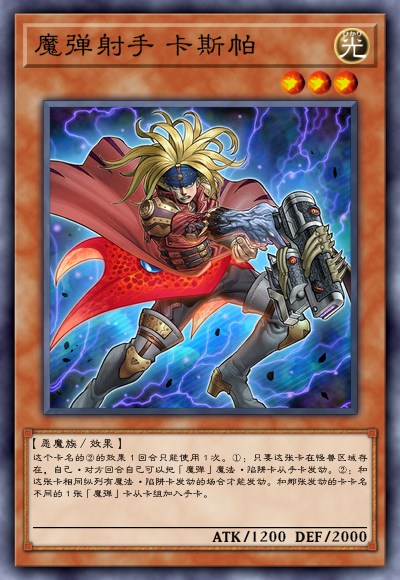 魔弹射手 卡斯帕
光
ひかり
【恶魔族／效果】
这个卡名的②的效果1回合只能使用1次。①：只要这张卡在怪兽区域存
在，自己·对方回合自己可以把「魔弹」魔法·陷阱卡从手卡发动。②：和
这张卡相同纵列有魔法·陷阱卡发动的场合才能发动。和那张发动的卡卡名
不同的1张「魔弹」卡从卡组加入手卡。
ATK/1200 DEF/2000